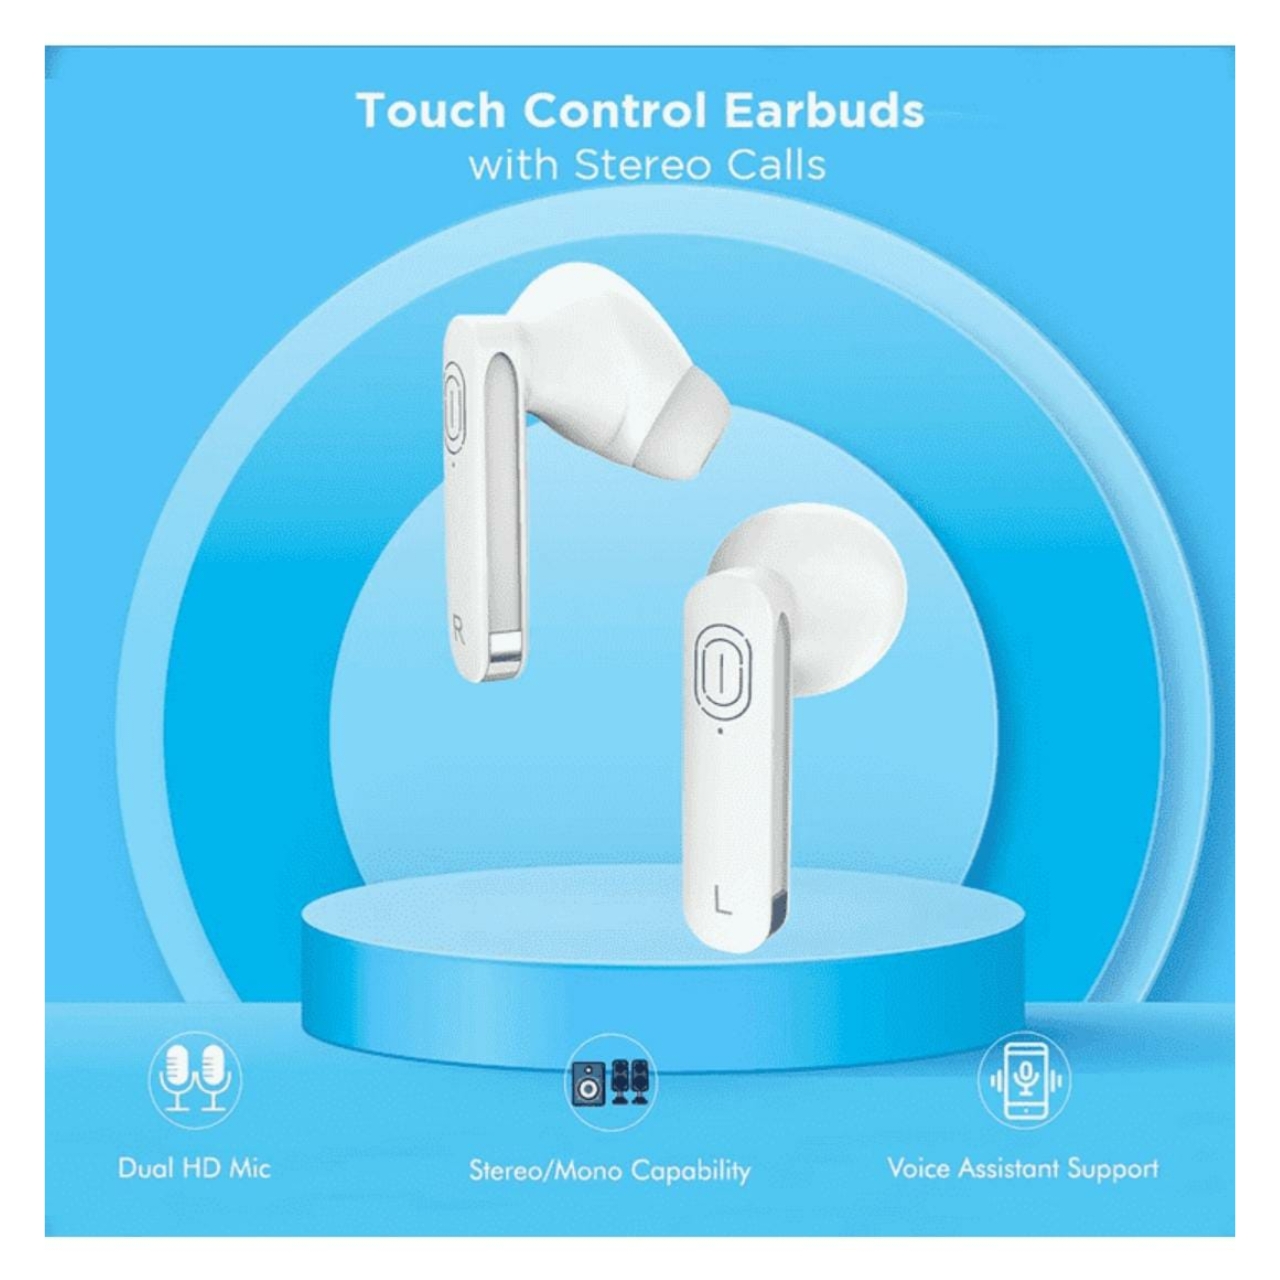 Touch Control Earbuds
with Stereo Calls
R
L
Dual HD Mic
Stereo/Mono Capability
Voice Assistant Support